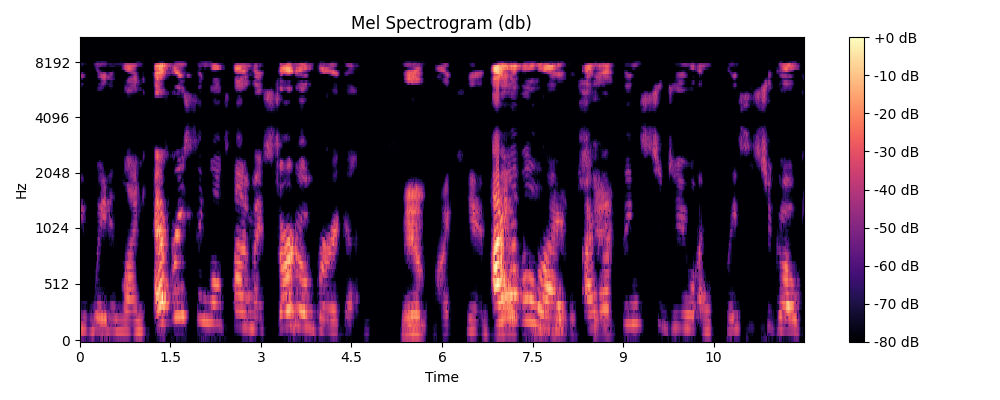 Mel Spectrogram (db)
8192
4096
2048
1024
512
0
Hz
0 1.5 3 4.5 6 7.5 9 10
Time
+0 dB
-10 dB
-20 dB
-30 dB
-40 dB
-50 dB
-60 dB
-70 dB
-80 dB